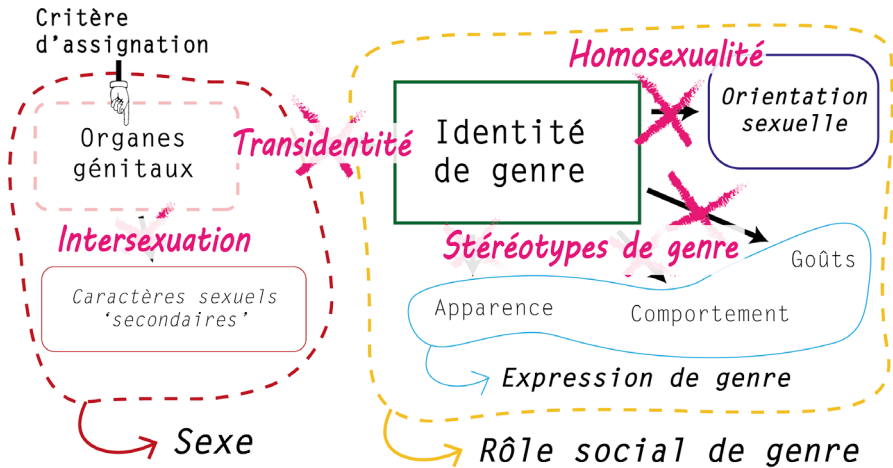 Critère
d'assignation
Organes
génitaux
Intersexuation
Caractères sexuels
'secondaires'
Sexe
Transidentité
Identité
de genre
Homosexualité
Orientation
sexuelle
Stéréotypes de genre
Goûts
Apparence
Comportement
Expression de genre
Rôle social de genre